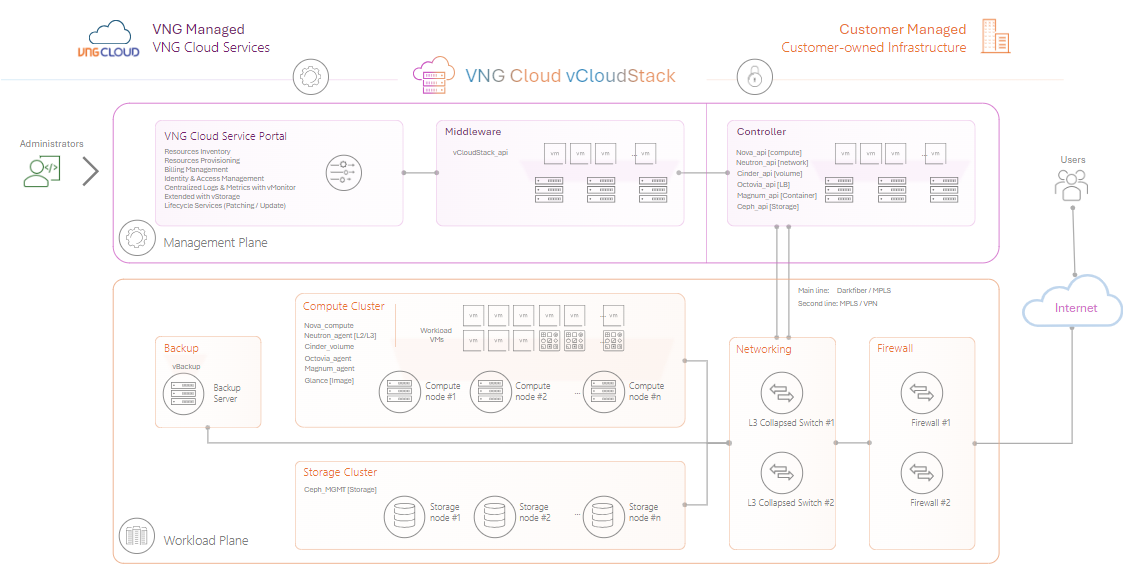 VNGCLOUD
VNG Managed
VNG Cloud Services
Customer Managed
Customer-owned Infrastructure
VNG Cloud vCloudStack
Administrators
VNG Cloud Service Portal
Resources Inventory
Resources Provisioning
Billing Management
Identity & Access Management
Centralized Logs & Metrics with vMonitor
Extended with vStorage
Lifecycle Services (Patching / Update)
Middleware
vCloudStack_api
vm vm vm ... vm
Controller
Nova_api [compute]
Neutron_api [network]
Cinder_api [volume]
Octovia_api [LB]
Magnum_api [Container]
Ceph_api [Storage]
vm vm vm ... vm
Users
Management Plane
Main line: Darkfiber / MPLS
Second line: MPLS / VPN
Internet
Compute Cluster
Nova_compute
Neutron_agent [L2/L3]
Cinder_volume
Octovia_agent
Magnum_agent
Glance [Image]
Workload
VMs
vm vm vm vm vm ... vm
vm vm vm ...
Compute
node #1
Compute
node #2
...
Compute
node #n
Backup
vBackup
Backup
Server
Networking
L3 Collapsed Switch #1
L3 Collapsed Switch #2
Firewall
Firewall #1
Firewall #2
Storage Cluster
Ceph_MGMT [Storage]
Storage
node #1
Storage
node #2
...
Storage
node #n
Workload Plane